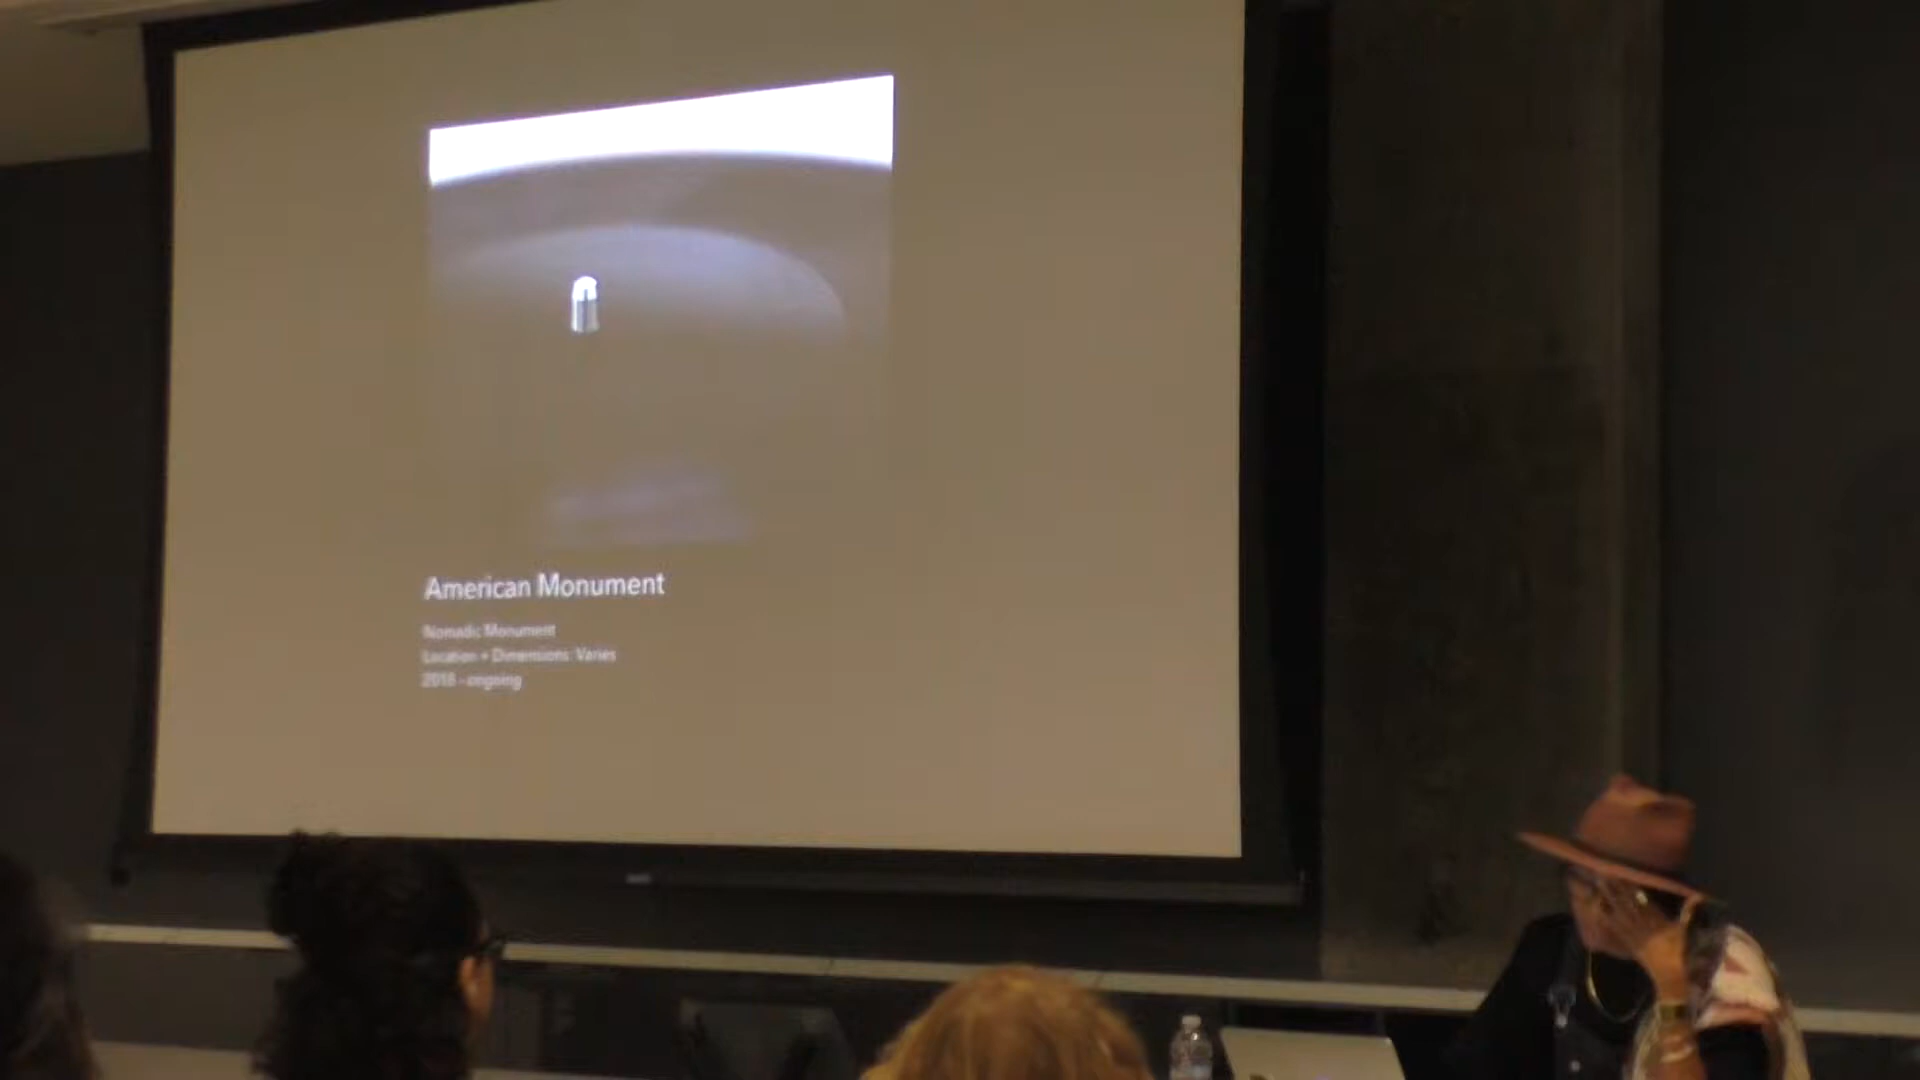 American Monument
Nomadic Monument
Location + Dimensions: Varies
2018 - ongoing